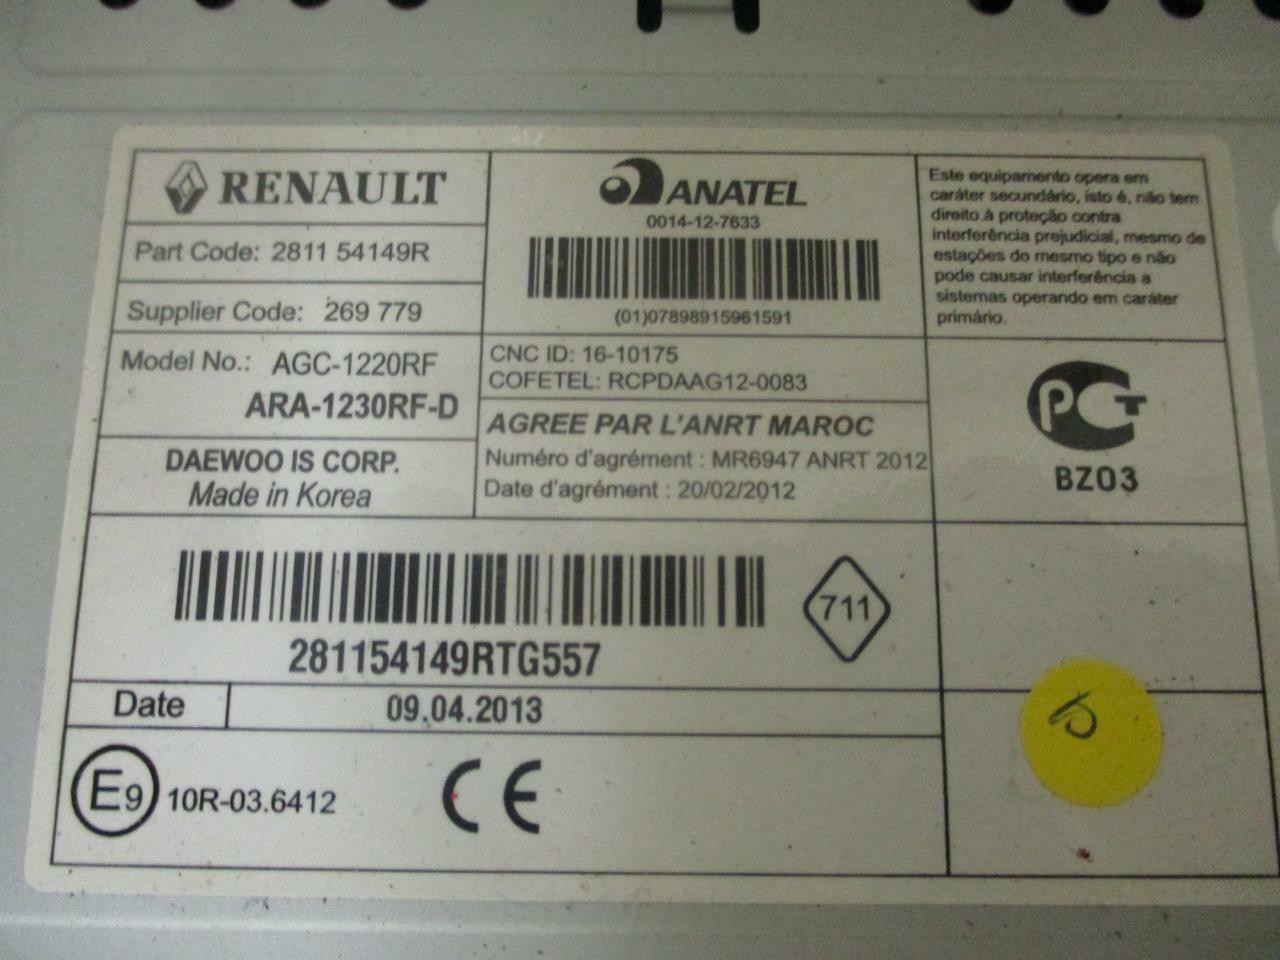 RENAULT
Part Code: 2811 54149R
Supplier Code: 269 779
Model No.: AGC-1220RF
ARA-1230RF-D
DAEWOO IS CORP.
Made in Korea
ANATEL
0014-12-7633
(01)07898915961591
CNC ID: 16-10175
COFETEL: RCPDAAG12-0083
AGREE PAR L'ANRT MAROC
Numéro d'agrément : MR6947 ANRT 2012
Date d'agrément : 20/02/2012
Este equipamento opera em
caráter secundário, isto é, não tem
direito à proteção contra
interferência prejudicial, mesmo de
estações do mesmo tipo e não
pode causar interferência a
sistemas operando em caráter
primário.
РСТ
BZ03
281154149RTG557
711
Date 09.04.2013
E9 10R-03.6412
CE